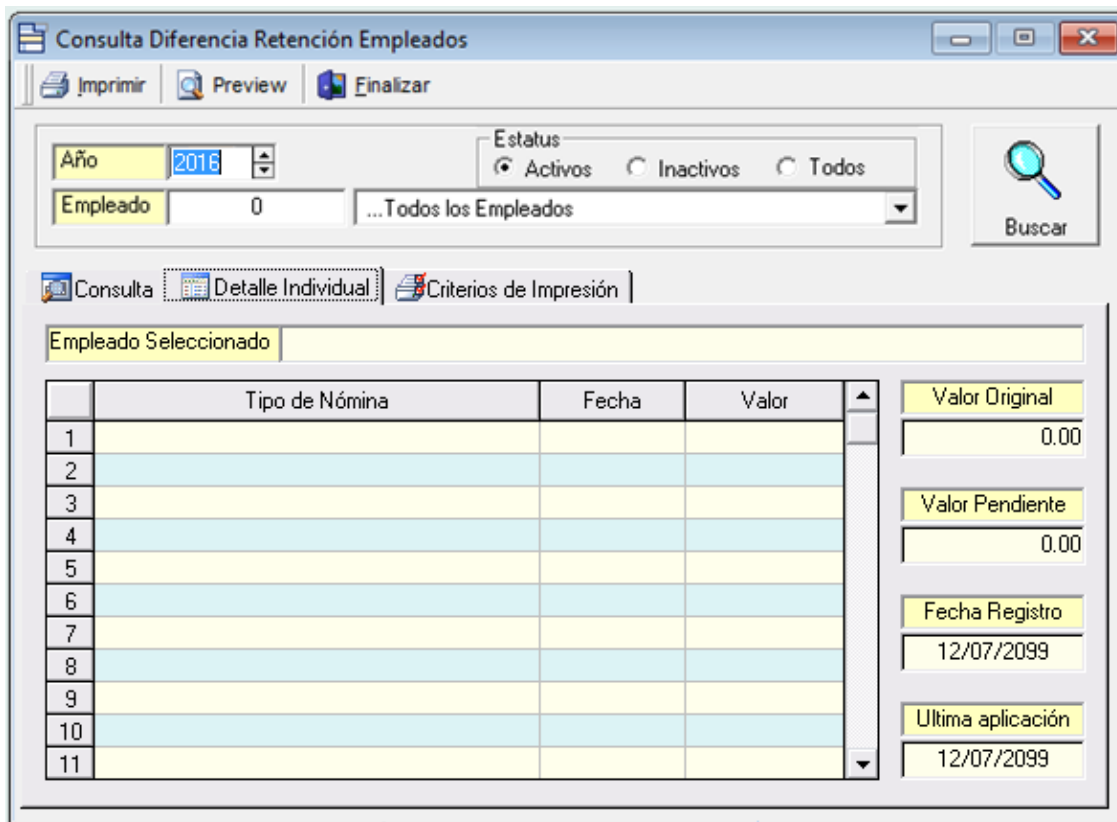 Consulta Diferencia Retención Empleados
Imprimir Preview Finalizar
Estatus
Año 2016 Activos Inactivos Todos
Empleado 0 ...Todos los Empleados
Buscar
Consulta Detalle Individual Criterios de Impresión
Empleado Seleccionado
Tipo de Nómina Fecha Valor
1
2
3
4
5
6
7
8
9
10
11
Valor Original
0.00
Valor Pendiente
0.00
Fecha Registro
12/07/2099
Ultima aplicación
12/07/2099